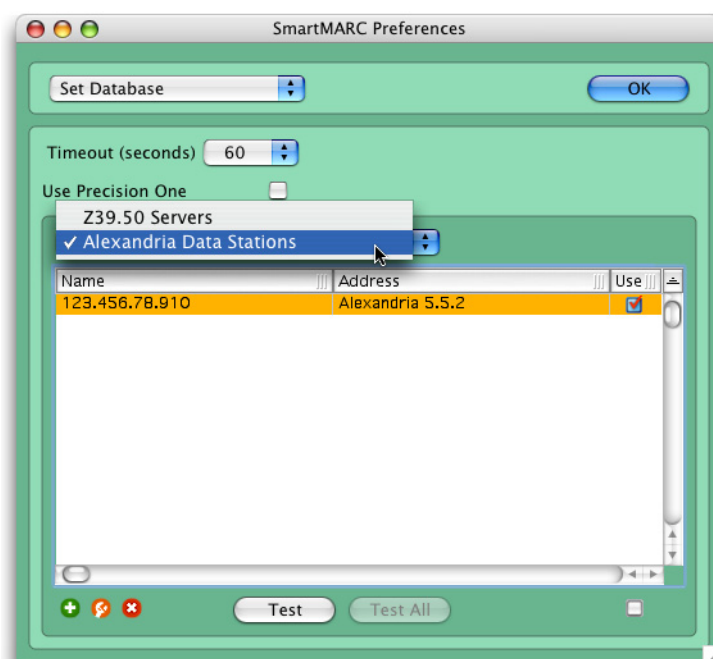 SmartMARC Preferences
Set Database
OK
Timeout (seconds) 60
Use Precision One
Z39.50 Servers
✓ Alexandria Data Stations
Name Address Use
123.456.78.910 Alexandria 5.5.2
Test Test All